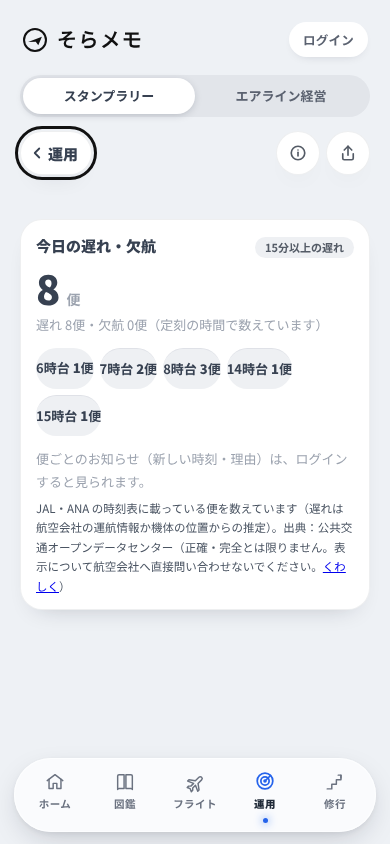 そらメモ
ログイン
スタンプラリー
エアライン経営
運用
今日の遅れ・欠航
15分以上の遅れ
8 便
遅れ 8便・欠航 0便（定刻の時間で数えています）
6時台 1便 7時台 2便 8時台 3便 14時台 1便
15時台 1便
便ごとのお知らせ（新しい時刻・理由）は、ログイン
すると見られます。
JAL・ANA の時刻表に載っている便を数えています（遅れは
航空会社の運航情報か機体の位置からの推定）。出典：公共交
通オープンデータセンター（正確・完全とは限りません。表
示について航空会社へ直接問い合わせないでください。くわ
しく）
ホーム
図鑑
フライト
運用
修行